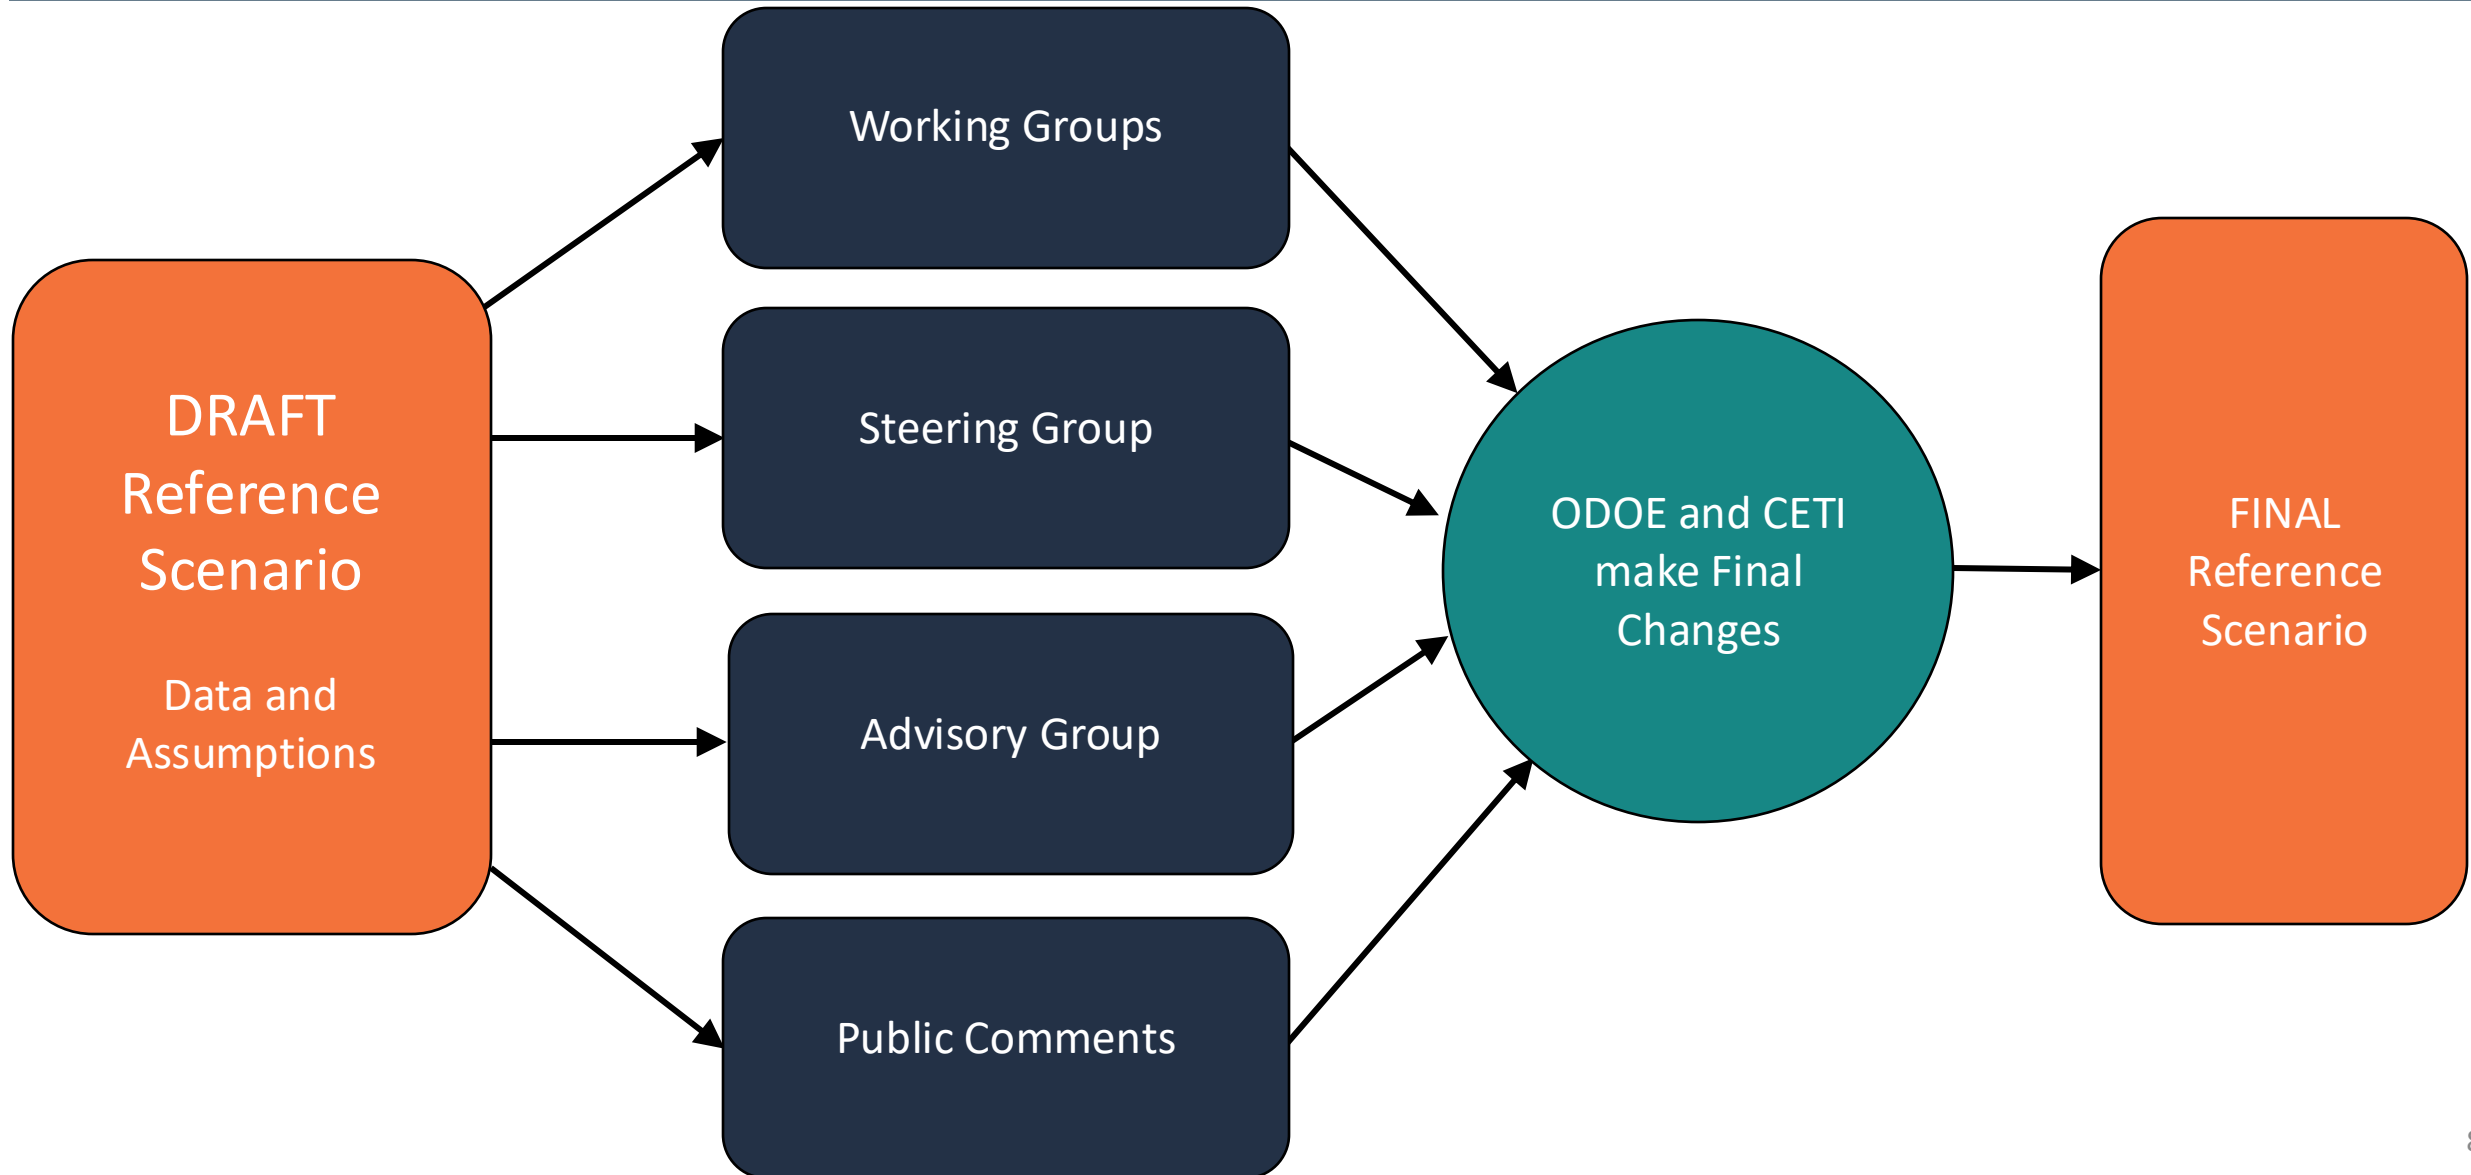 DRAFT
Reference
Scenario
Data and
Assumptions
Working Groups
Steering Group
Advisory Group
Public Comments
ODOE and CETI
make Final
Changes
FINAL
Reference
Scenario